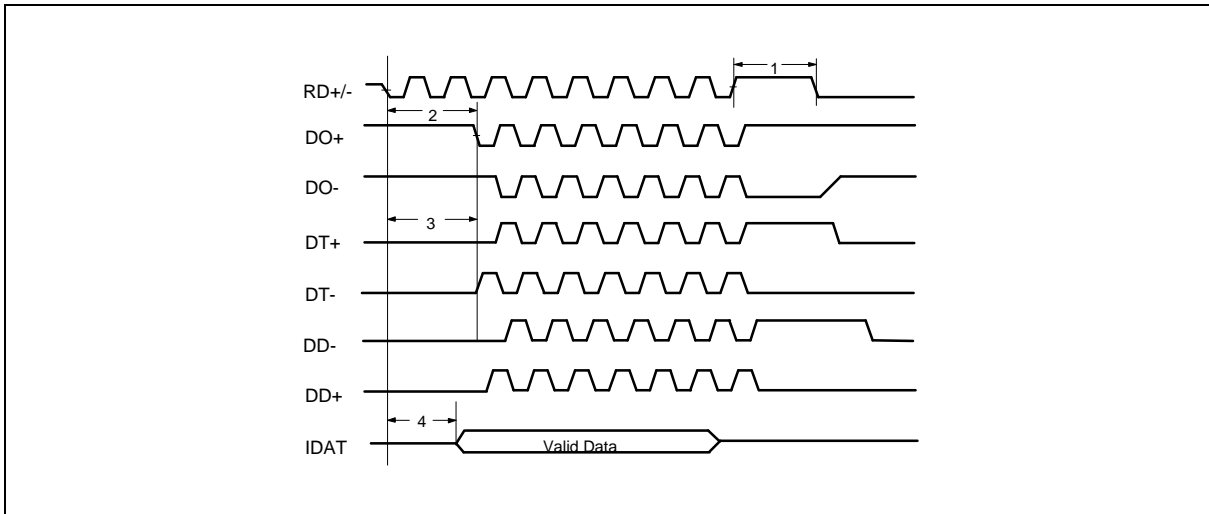 1
RD+/-
2
DO+
DO-
3
DT+
DT-
DD-
DD+
4
IDAT
Valid Data